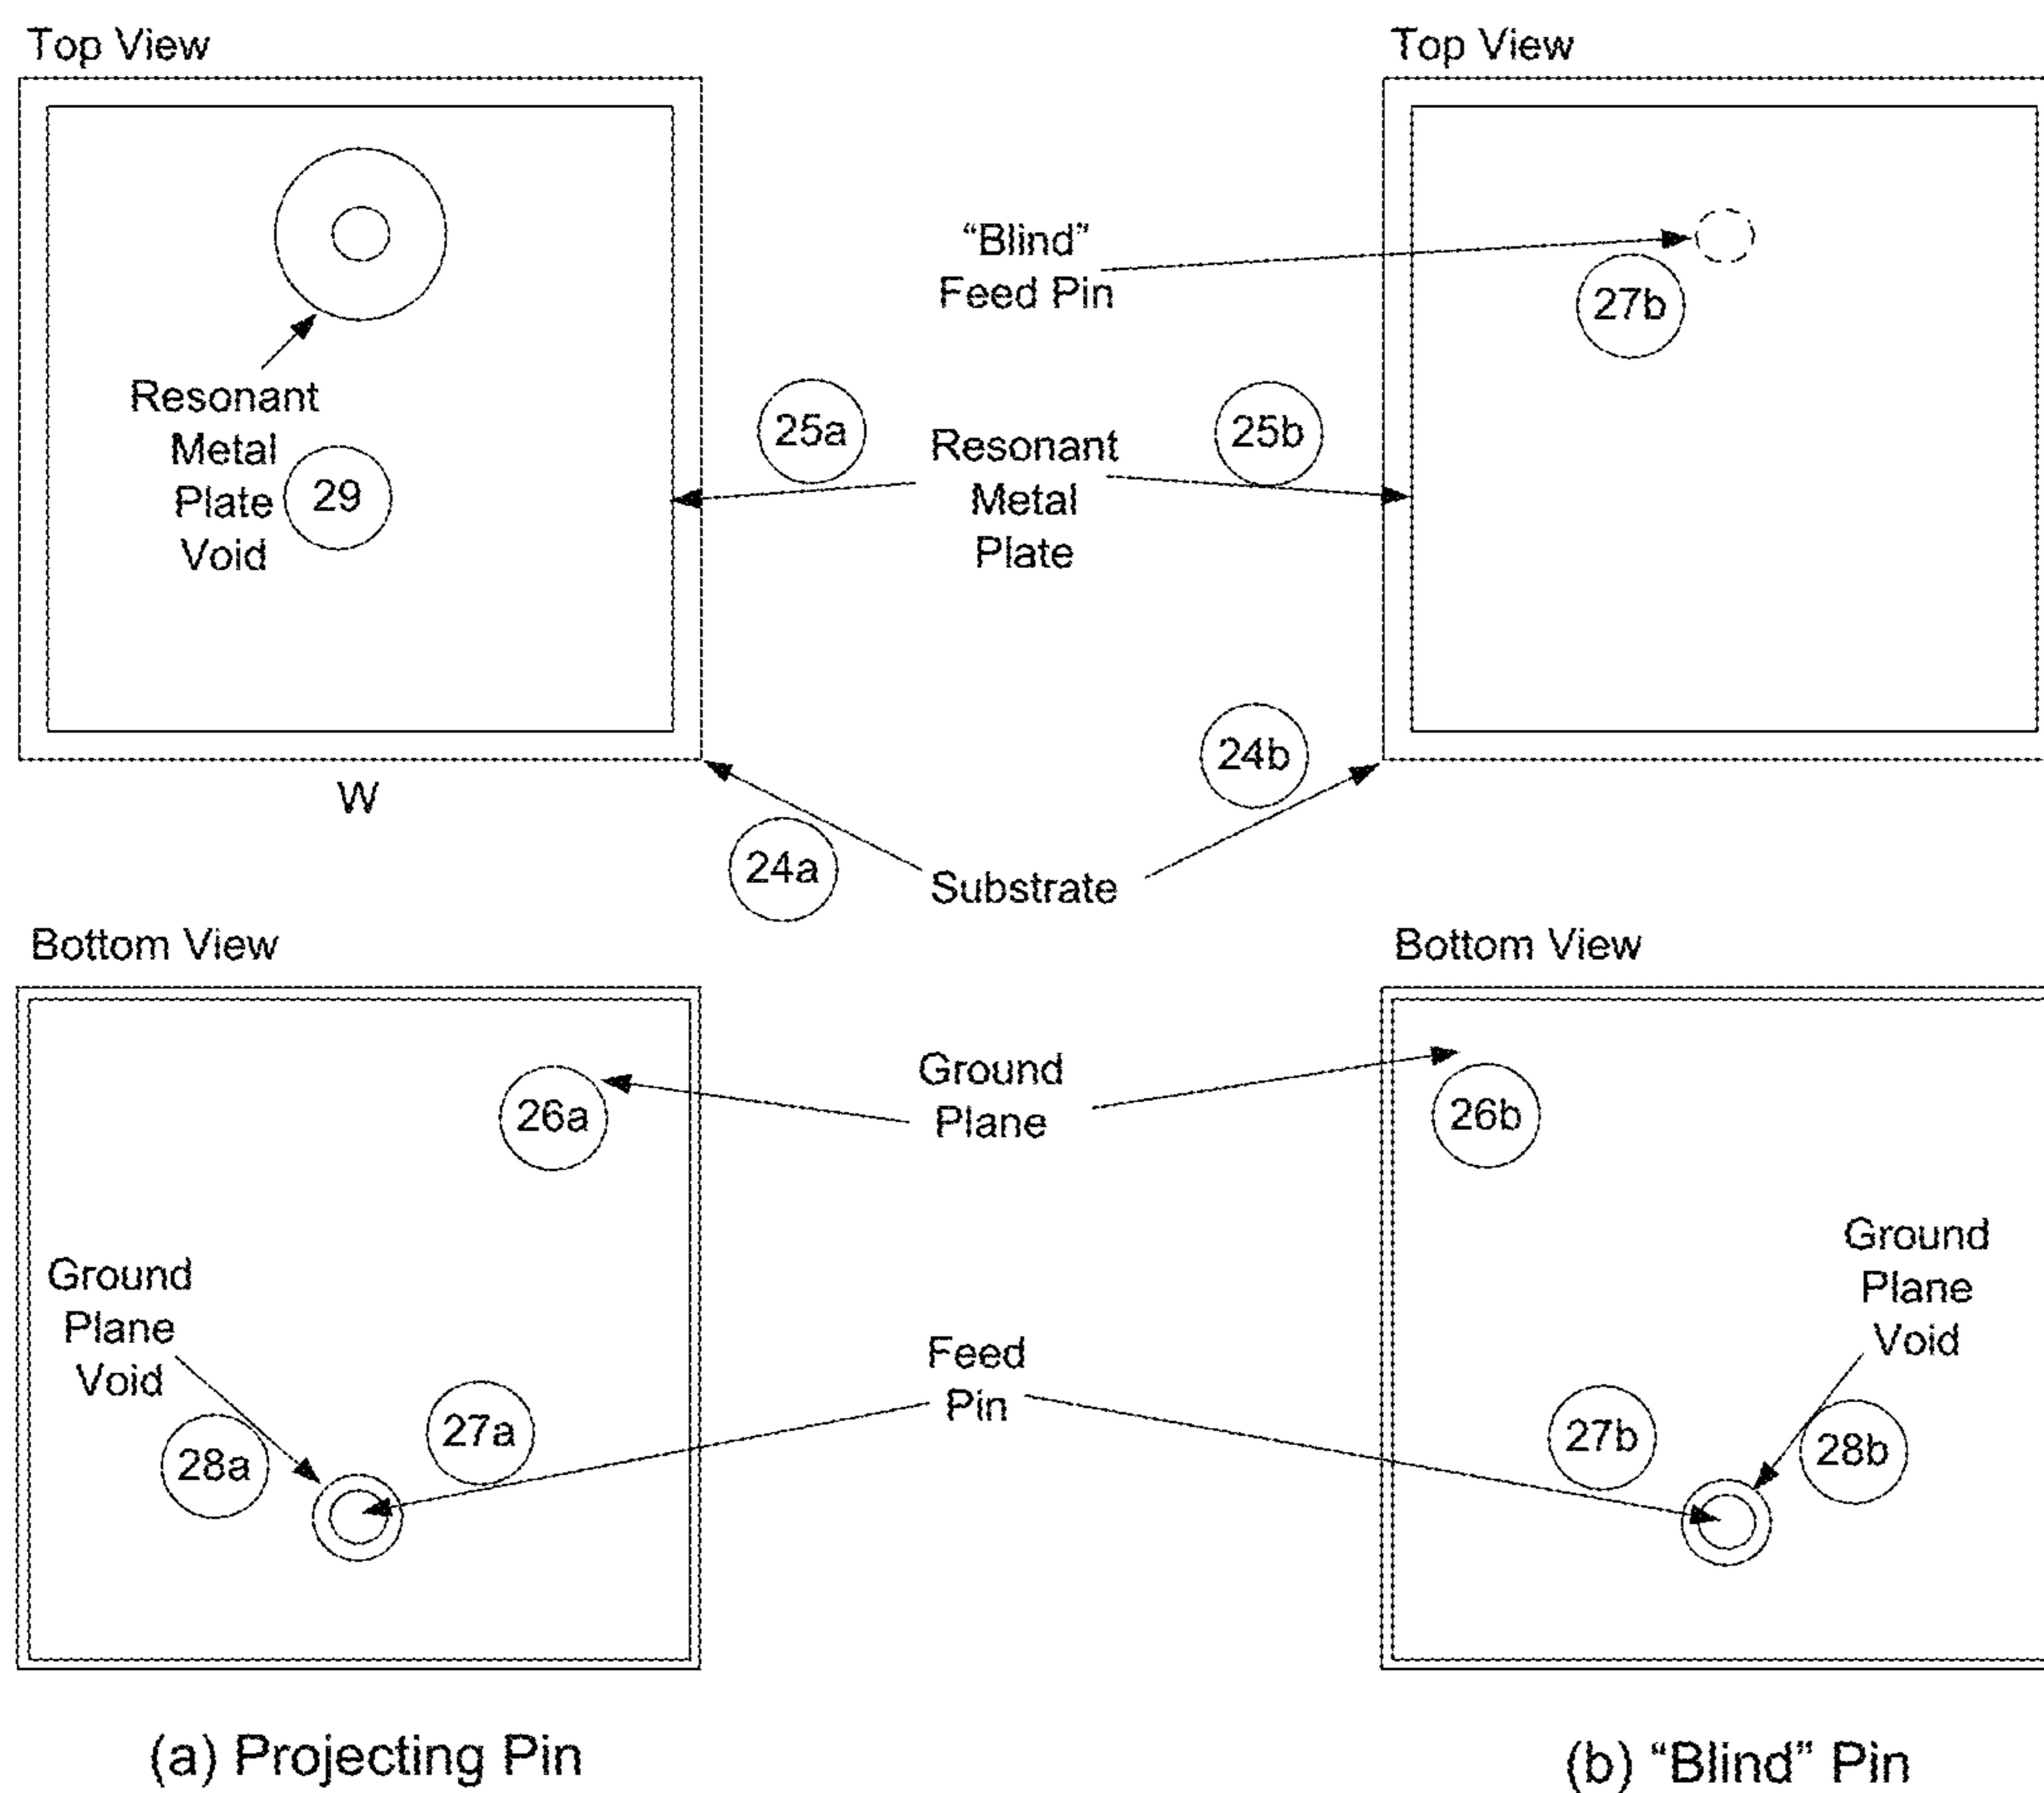 Top View
Top View
"Blind"
Feed Pin
27b
Resonant
Metal
Plate
Void
29
25a
Resonant
Metal
Plate
25b
24b
W
24a
Substrate
Bottom View
Bottom View
Ground
Plane
26a
26b
Ground
Plane
Void
Ground
Plane
Void
Feed
Pin
27a
28a
27b
28b
(a) Projecting Pin
(b) "Blind" Pin